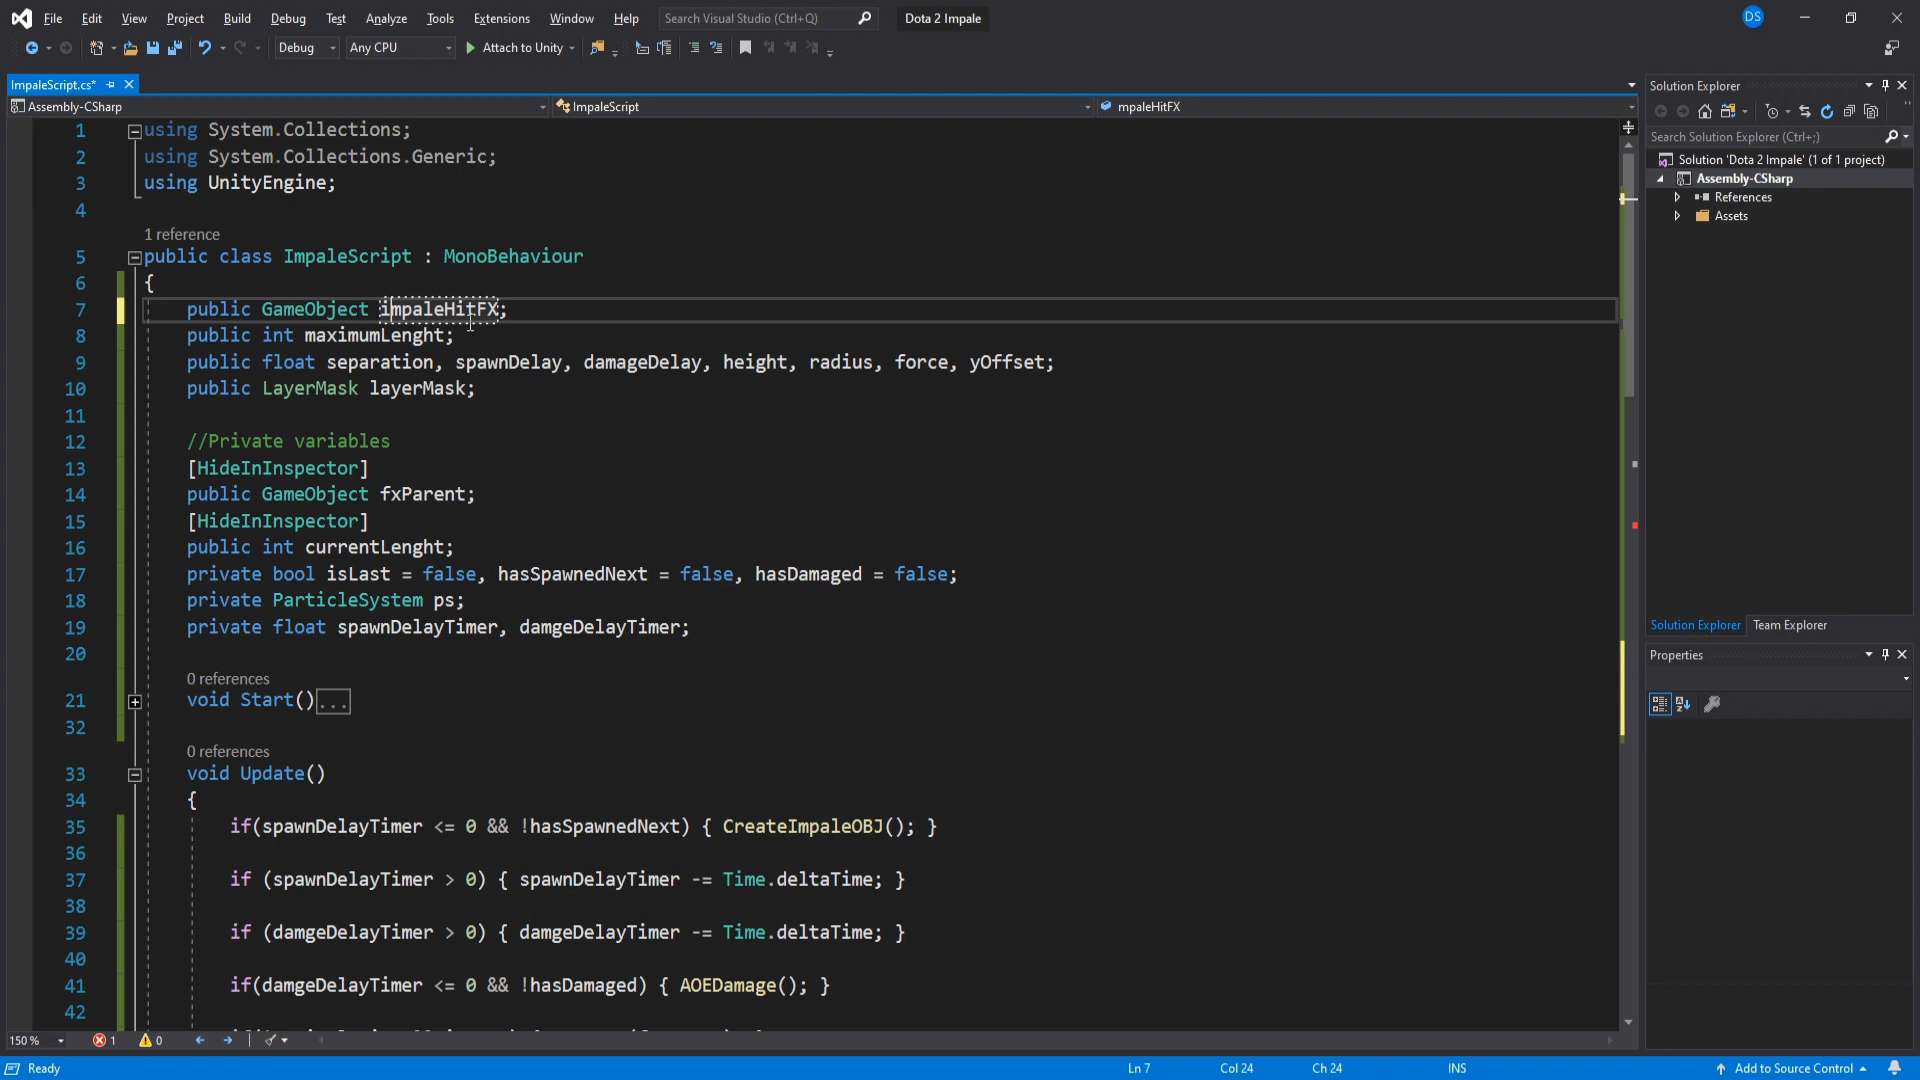 File Edit View Project Build Debug Test Analyze Tools Extensions Window Help Search Visual Studio (Ctrl+Q) Dota 2 Impale DS
Debug Any CPU Attach to Unity
ImpaleScript.cs*
Assembly-CSharp ImpaleScript mpaleHitFX
1 using System.Collections;
2 using System.Collections.Generic;
3 using UnityEngine;
4
1 reference
5 public class ImpaleScript : MonoBehaviour
6 {
7 public GameObject impaleHitFX;
8 public int maximumLenght;
9 public float separation, spawnDelay, damageDelay, height, radius, force, yOffset;
10 public LayerMask layerMask;
11
12 //Private variables
13 [HideInInspector]
14 public GameObject fxParent;
15 [HideInInspector]
16 public int currentLenght;
17 private bool isLast = false, hasSpawnedNext = false, hasDamaged = false;
18 private ParticleSystem ps;
19 private float spawnDelayTimer, damgeDelayTimer;
20
0 references
21 void Start()...
32
0 references
33 void Update()
34 {
35 if(spawnDelayTimer <= 0 && !hasSpawnedNext) { CreateImpaleOBJ(); }
36
37 if (spawnDelayTimer > 0) { spawnDelayTimer -= Time.deltaTime; }
38
39 if (damgeDelayTimer > 0) { damgeDelayTimer -= Time.deltaTime; }
40
41 if(damgeDelayTimer <= 0 && !hasDamaged) { AOEDamage(); }
42
150 % 1 0
Ready Ln 7 Col 24 Ch 24 INS Add to Source Control
Solution Explorer
Search Solution Explorer (Ctrl+;)
Solution 'Dota 2 Impale' (1 of 1 project)
Assembly-CSharp
References
Assets
Solution Explorer Team Explorer
Properties